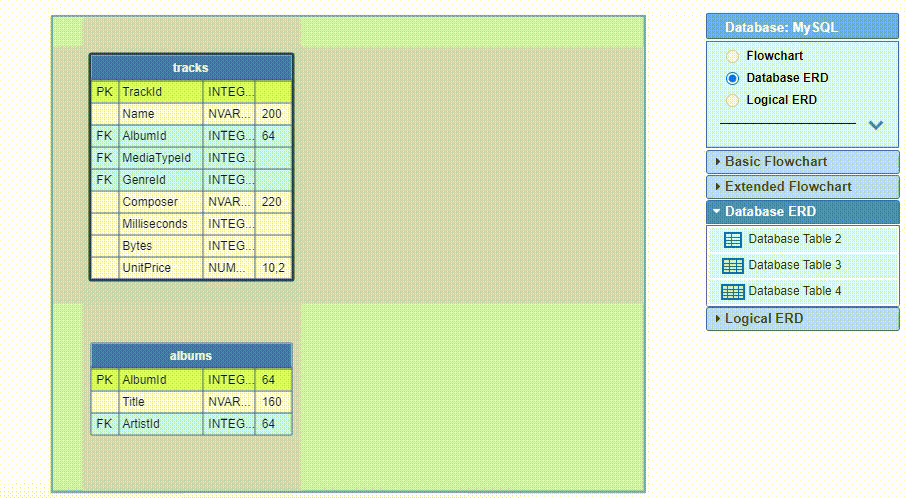 tracks
PK TrackId INTEG...
Name NVAR... 200
FK AlbumId INTEG... 64
FK MediaTypeId INTEG...
FK GenreId INTEG...
Composer NVAR... 220
Milliseconds INTEG...
Bytes INTEG...
UnitPrice NUM... 10,2
albums
PK AlbumId INTEG... 64
Title NVAR... 160
FK ArtistId INTEG... 64
Database: MySQL
Flowchart
Database ERD
Logical ERD
Basic Flowchart
Extended Flowchart
Database ERD
Database Table 2
Database Table 3
Database Table 4
Logical ERD